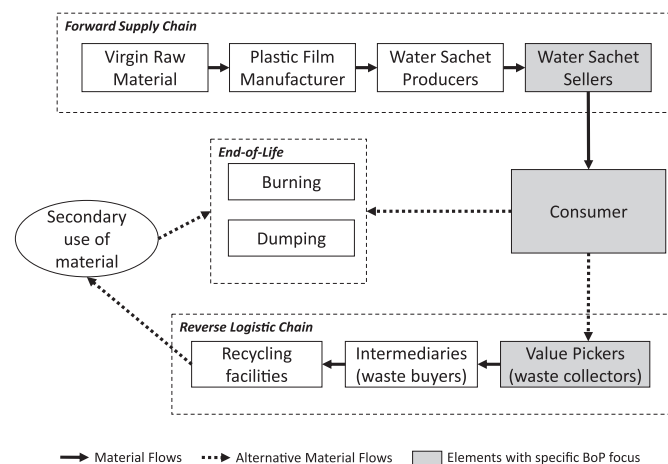 Forward Supply Chain
Virgin Raw
Material
Plastic Film
Manufacturer
Water Sachet
Producers
Water Sachet
Sellers
End-of-Life
Burning
Dumping
Consumer
Secondary
use of
material
Reverse Logistic Chain
Recycling
facilities
Intermediaries
(waste buyers)
Value Pickers
(waste collectors)
Material Flows
Alternative Material Flows
Elements with specific BoP focus